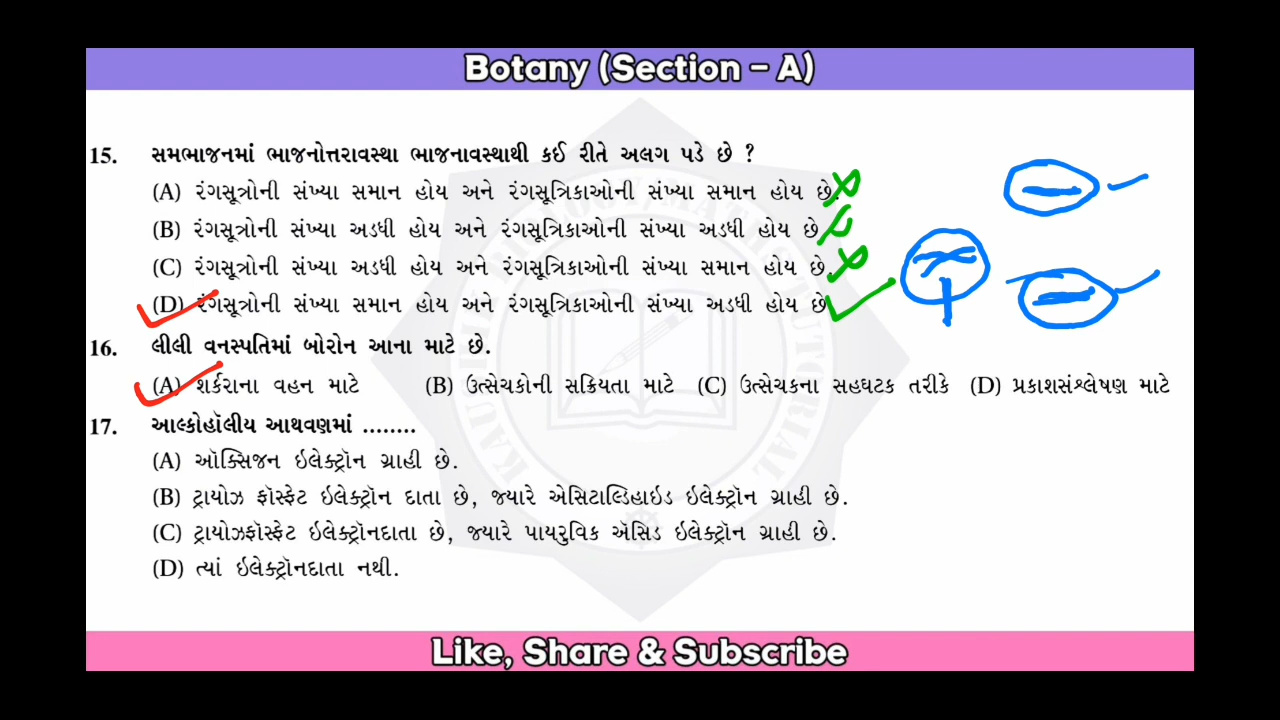 Botany (Section – A)
15. સમભાજનમાં ભાજનોત્તરાવસ્થા ભાજનાવસ્થાથી કઈ રીતે અલગ પડે છે ?
(A) રંગસૂત્રોની સંખ્યા સમાન હોય અને રંગસૂત્રિકાઓની સંખ્યા સમાન હોય છે.
(B) રંગસૂત્રોની સંખ્યા અડધી હોય અને રંગસૂત્રિકાઓની સંખ્યા અડધી હોય છે
(C) રંગસૂત્રોની સંખ્યા અડધી હોય અને રંગસૂત્રિકાઓની સંખ્યા સમાન હોય છે.
(D) રંગસૂત્રોની સંખ્યા સમાન હોય અને રંગસૂત્રિકાઓની સંખ્યા અડધી હોય છે
16. લીલી વનસ્પતિમાં બોરોન આના માટે છે.
(A) શર્કરાના વહન માટે (B) ઉત્સેચકોની સક્રિયતા માટે (C) ઉત્સેચકના સહઘટક તરીકે (D) પ્રકાશસંશ્લેષણ માટે
17. આલ્કોહૉલીય આથવણમાં ........
(A) ઑક્સિજન ઇલેક્ટ્રૉન ગ્રાહી છે.
(B) ટ્રાયોઝ ફૉસ્ફેટ ઇલેક્ટ્રૉન દાતા છે, જ્યારે એસિટાલ્ડિહાઇડ ઇલેક્ટ્રૉન ગ્રાહી છે.
(C) ટ્રાયોઝફૉસ્ફેટ ઇલેક્ટ્રૉનદાતા છે, જ્યારે પાયરુવિક ઍસિડ ઇલેક્ટ્રૉન ગ્રાહી છે.
(D) ત્યાં ઇલેક્ટ્રૉનદાતા નથી.
Like, Share & Subscribe